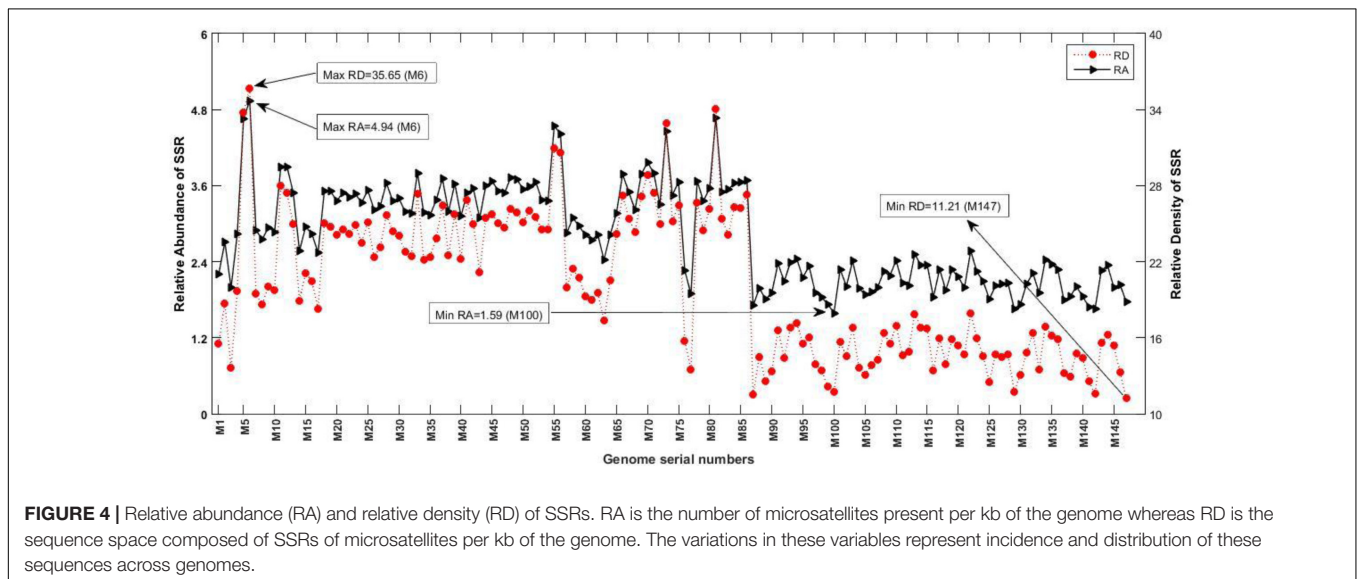 6
4.8
3.6
2.4
1.2
0
Relative Abundance of SSR
Max RD=35.65 (M6)
Max RA=4.94 (M6)
Min RA=1.59 (M100)
Min RD=11.21 (M147)
RD
RA
40
34
28
22
16
10
Relative Density of SSR
M1 M5 M10 M15 M20 M25 M30 M35 M40 M45 M50 M55 M60 M65 M70 M75 M80 M85 M90 M95 M100 M105 M110 M115 M120 M125 M130 M135 M140 M145
Genome serial numbers
FIGURE 4 | Relative abundance (RA) and relative density (RD) of SSRs. RA is the number of microsatellites present per kb of the genome whereas RD is the
sequence space composed of SSRs of microsatellites per kb of the genome. The variations in these variables represent incidence and distribution of these
sequences across genomes.